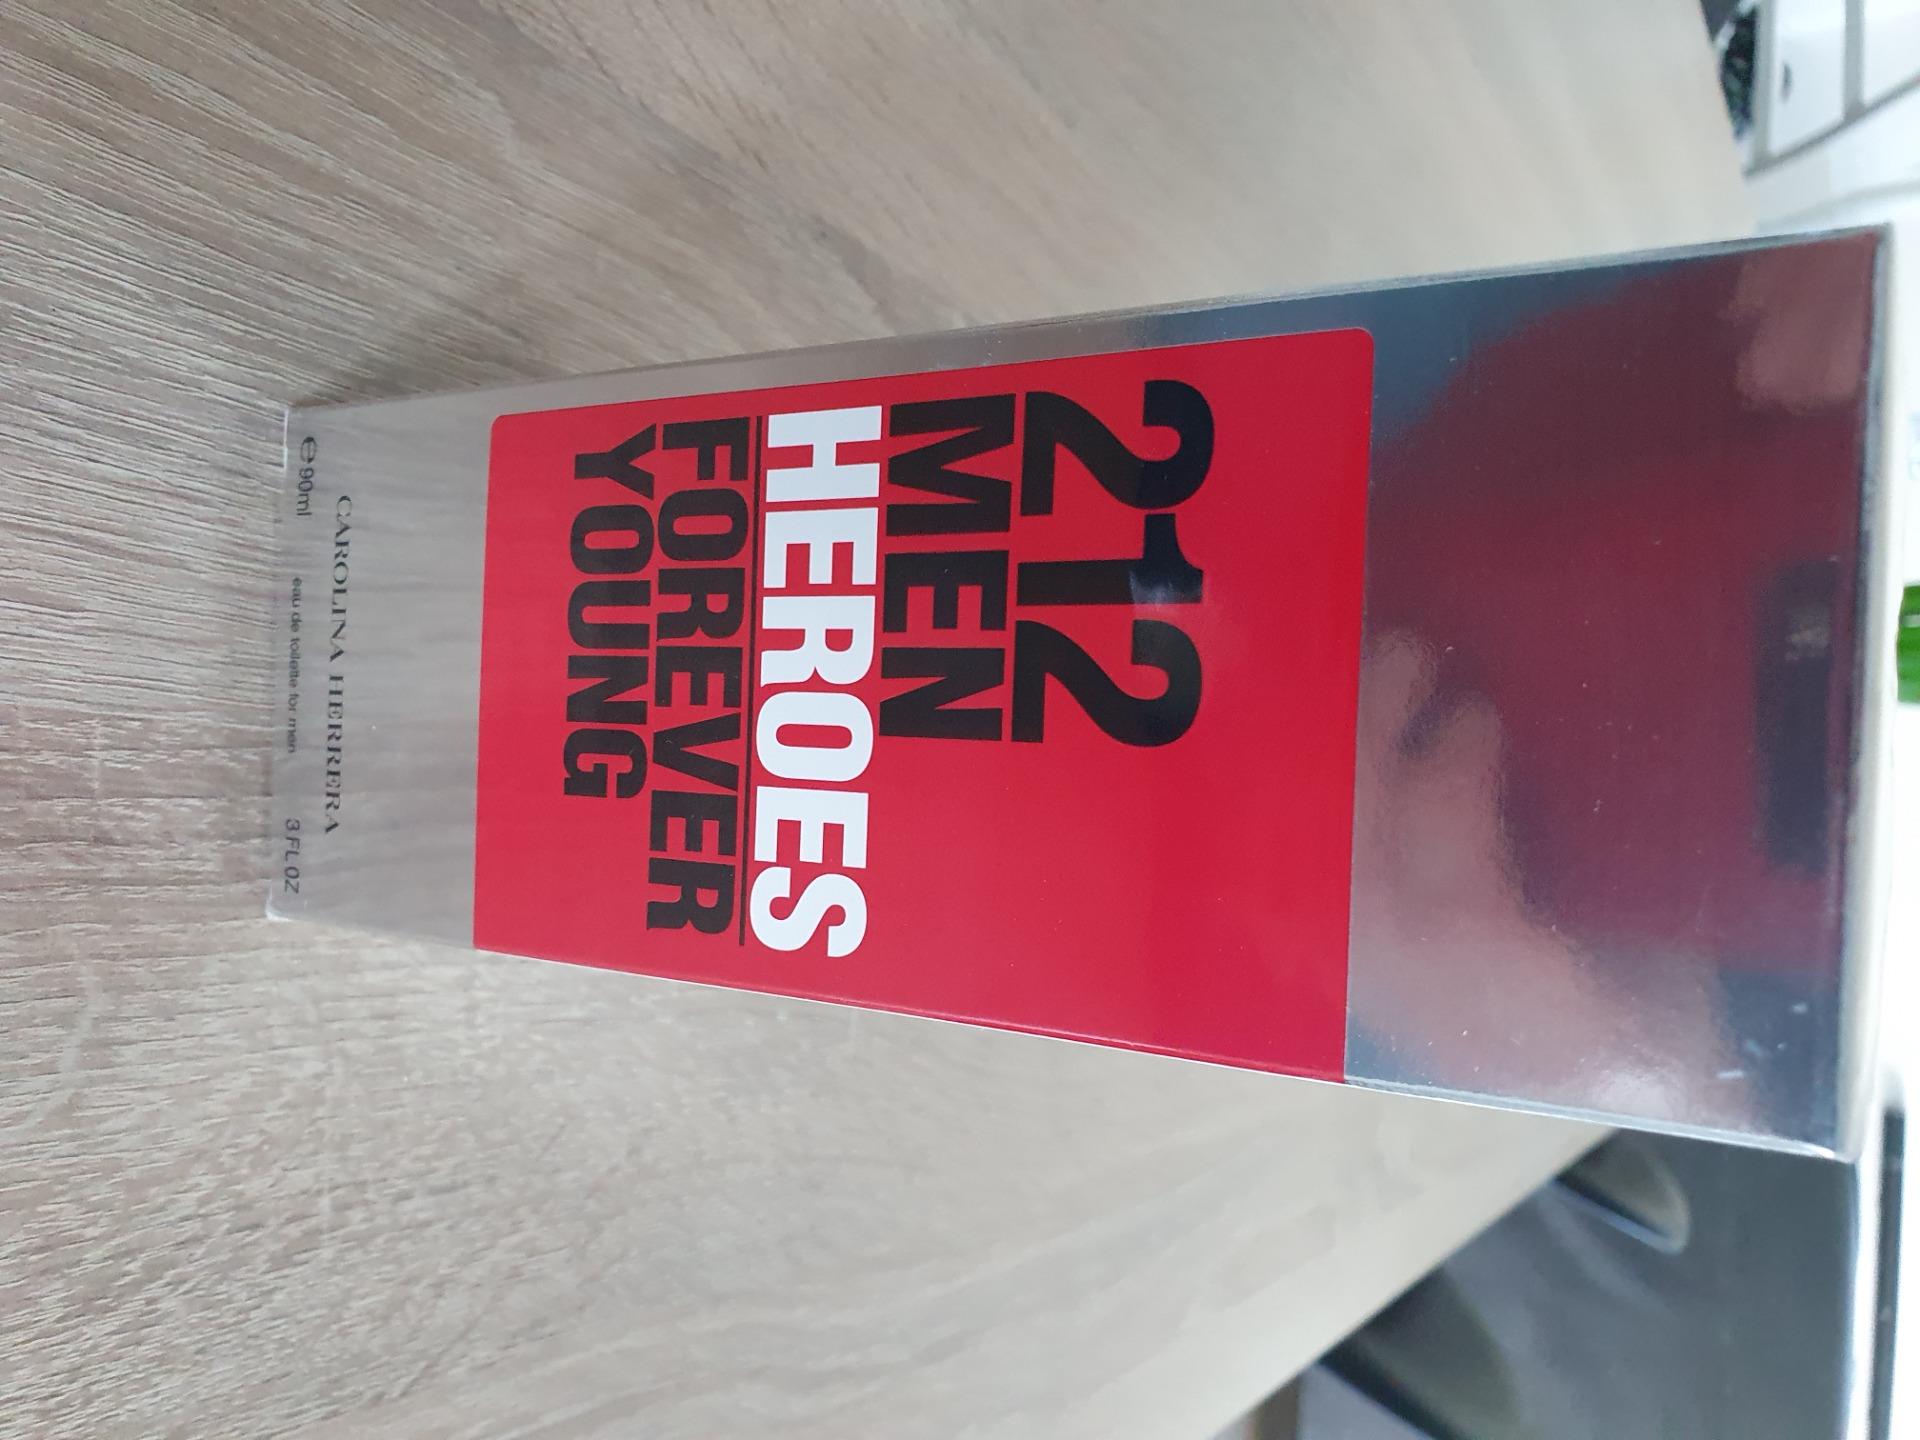 212
MEN
HEROES
FOREVER
YOUNG
CAROLINA HERRERA
e 90ml eau de toilette for men 3 FL OZ